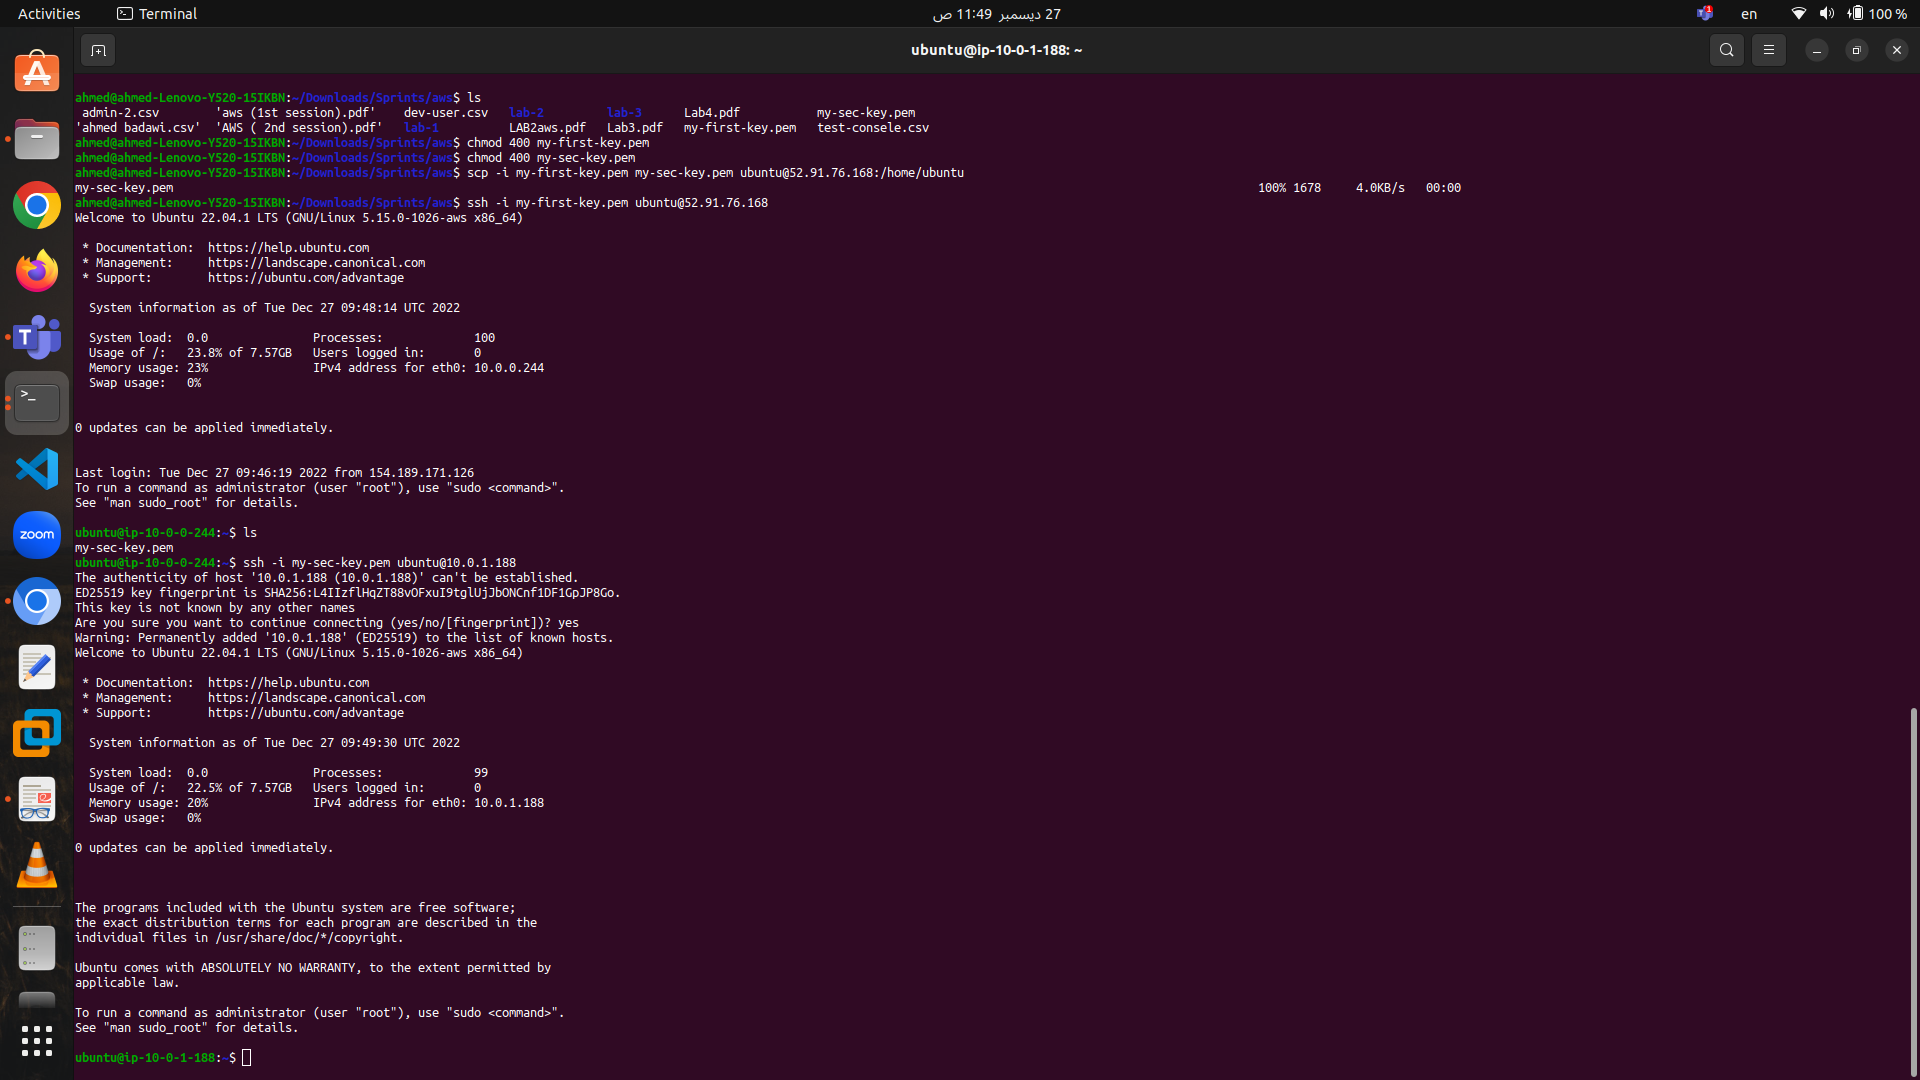 Activities
Terminal
27 ديسمبر 11:49 ص
1
en
100 %
ubuntu@ip-10-0-1-188: ~
ahmed@ahmed-Lenovo-Y520-15IKBN:~/Downloads/Sprints/aws$ ls
admin-2.csv 'aws (1st session).pdf' dev-user.csv lab-2 lab-3 Lab4.pdf my-sec-key.pem
'ahmed badawi.csv' 'AWS ( 2nd session).pdf' lab-1 LAB2aws.pdf Lab3.pdf my-first-key.pem test-consele.csv
ahmed@ahmed-Lenovo-Y520-15IKBN:~/Downloads/Sprints/aws$ chmod 400 my-first-key.pem
ahmed@ahmed-Lenovo-Y520-15IKBN:~/Downloads/Sprints/aws$ chmod 400 my-sec-key.pem
ahmed@ahmed-Lenovo-Y520-15IKBN:~/Downloads/Sprints/aws$ scp -i my-first-key.pem my-sec-key.pem ubuntu@52.91.76.168:/home/ubuntu
my-sec-key.pem 100% 1678 4.0KB/s 00:00
ahmed@ahmed-Lenovo-Y520-15IKBN:~/Downloads/Sprints/aws$ ssh -i my-first-key.pem ubuntu@52.91.76.168
Welcome to Ubuntu 22.04.1 LTS (GNU/Linux 5.15.0-1026-aws x86_64)
* Documentation: https://help.ubuntu.com
* Management: https://landscape.canonical.com
* Support: https://ubuntu.com/advantage
System information as of Tue Dec 27 09:48:14 UTC 2022
System load: 0.0 Processes: 100
Usage of /: 23.8% of 7.57GB Users logged in: 0
Memory usage: 23% IPv4 address for eth0: 10.0.0.244
Swap usage: 0%
0 updates can be applied immediately.
Last login: Tue Dec 27 09:46:19 2022 from 154.189.171.126
To run a command as administrator (user "root"), use "sudo <command>".
See "man sudo_root" for details.
ubuntu@ip-10-0-0-244:~$ ls
my-sec-key.pem
ubuntu@ip-10-0-0-244:~$ ssh -i my-sec-key.pem ubuntu@10.0.1.188
The authenticity of host '10.0.1.188 (10.0.1.188)' can't be established.
ED25519 key fingerprint is SHA256:L4IIzflHqZT88vOFxuI9tglUjJbONCnf1DF1GpJP8Go.
This key is not known by any other names
Are you sure you want to continue connecting (yes/no/[fingerprint])? yes
Warning: Permanently added '10.0.1.188' (ED25519) to the list of known hosts.
Welcome to Ubuntu 22.04.1 LTS (GNU/Linux 5.15.0-1026-aws x86_64)
* Documentation: https://help.ubuntu.com
* Management: https://landscape.canonical.com
* Support: https://ubuntu.com/advantage
System information as of Tue Dec 27 09:49:30 UTC 2022
System load: 0.0 Processes: 99
Usage of /: 22.5% of 7.57GB Users logged in: 0
Memory usage: 20% IPv4 address for eth0: 10.0.1.188
Swap usage: 0%
0 updates can be applied immediately.
The programs included with the Ubuntu system are free software;
the exact distribution terms for each program are described in the
individual files in /usr/share/doc/*/copyright.
Ubuntu comes with ABSOLUTELY NO WARRANTY, to the extent permitted by
applicable law.
To run a command as administrator (user "root"), use "sudo <command>".
See "man sudo_root" for details.
ubuntu@ip-10-0-1-188:~$
T
>_
zoom